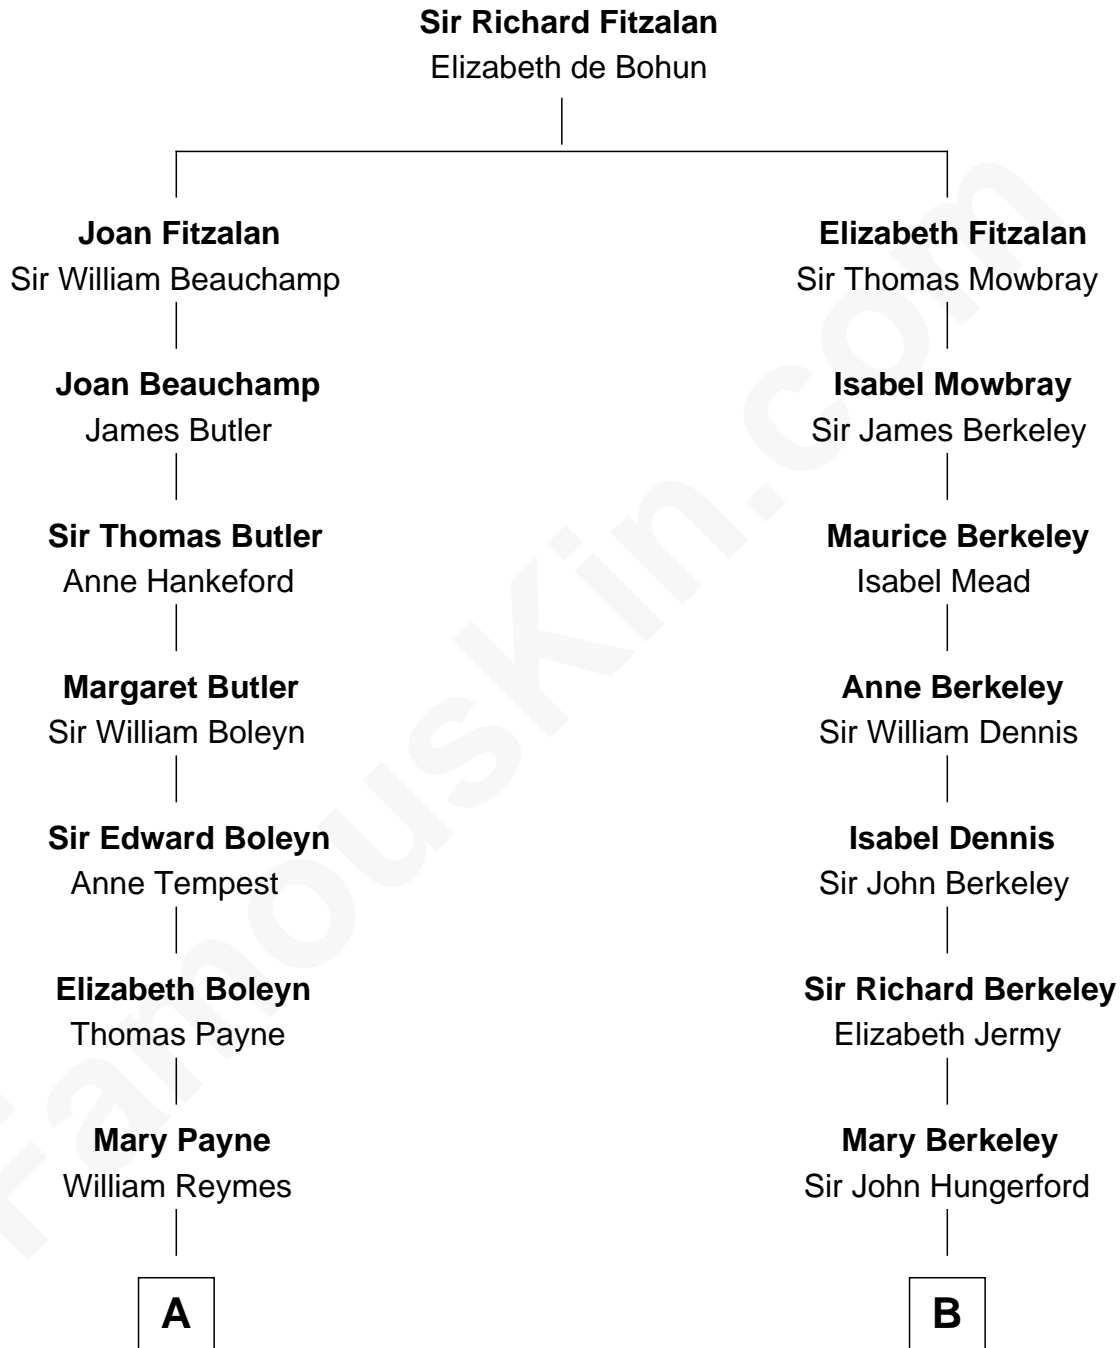 Sir Richard Fitzalan
Elizabeth de Bohun
Joan Fitzalan
Sir William Beauchamp
Elizabeth Fitzalan
Sir Thomas Mowbray
Joan Beauchamp
James Butler
Isabel Mowbray
Sir James Berkeley
Sir Thomas Butler
Anne Hankeford
Maurice Berkeley
Isabel Mead
Margaret Butler
Sir William Boleyn
Anne Berkeley
Sir William Dennis
Sir Edward Boleyn
Anne Tempest
Isabel Dennis
Sir John Berkeley
Elizabeth Boleyn
Thomas Payne
Sir Richard Berkeley
Elizabeth Jermy
Mary Payne
William Reymes
Mary Berkeley
Sir John Hungerford
A
B
FamousKin.com